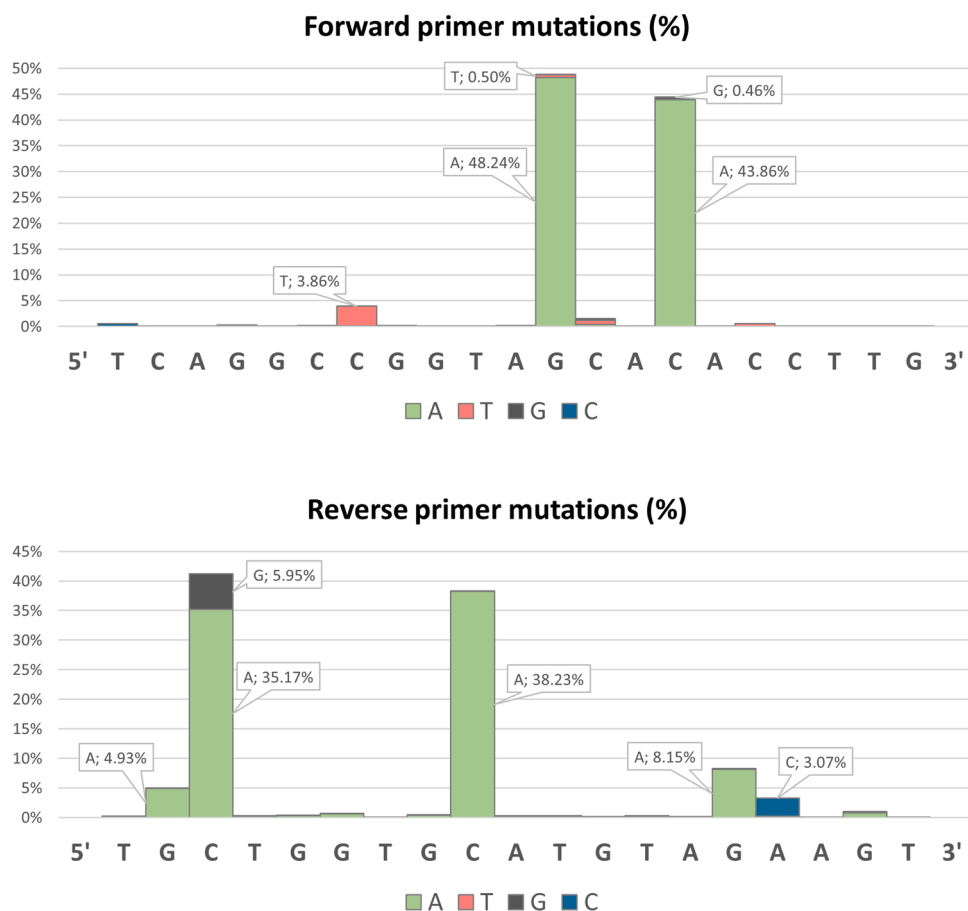 Forward primer mutations (%)
50%
45%
40%
35%
30%
25%
20%
15%
10%
5%
0%
T; 0.50%
G; 0.46%
A; 48.24%
A; 43.86%
T; 3.86%
5' T C A G G C C G G T A G C A C A C C T T G 3'
A T G C
Reverse primer mutations (%)
45%
40%
35%
30%
25%
20%
15%
10%
5%
0%
G; 5.95%
A; 35.17%
A; 38.23%
A; 4.93%
A; 8.15%
C; 3.07%
5' T G C T G G T G C A T G T A G A A G T 3'
A T G C